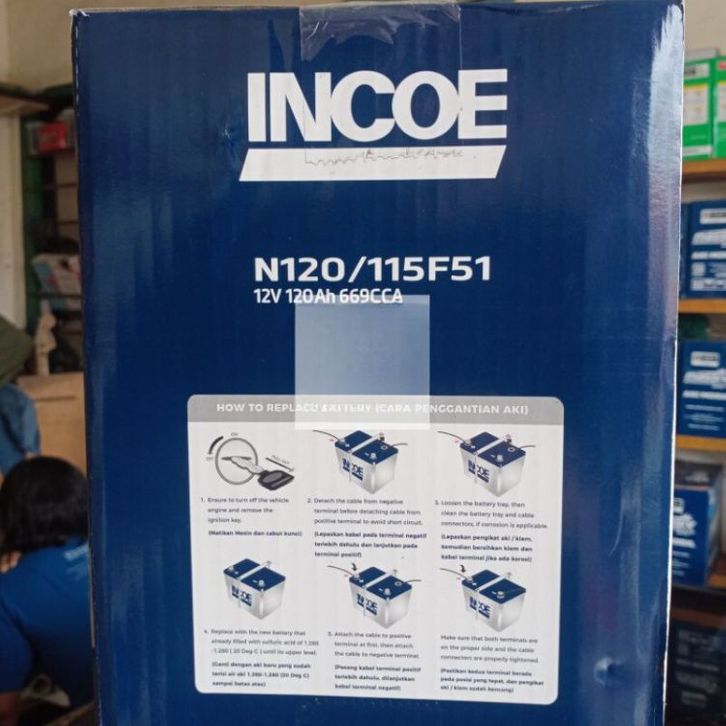 INCOE
N120/115F51
12V 120Ah 669CCA
HOW TO REPLACE BATTERY (CARA PENGGANTIAN AKI)
ON
OFF
PULL OUT
INCOE
INCOE
1. Ensure to turn off the vehicle
engine and remove the
ignition key.
(Matikan Mesin dan cabut kunci)
2. Detach the cable from negative
terminal before detaching cable from
positive terminal to avoid short circuit.
(Lepaskan kabel pada terminal negatif
terlebih dahulu dan lanjutkan pada
terminal positif)
3. Loosen the battery tray, then
clean the battery tray and cable
connectors, if corrosion is applicable.
(Lepaskan pengikat aki / klem,
kemudian bersihkan klem dan
kabel terminal jika ada korosi)
INCOE
INCOE
INCOE
4. Replace with the new battery that
already filled with sulfuric acid of 1.260
-1.280 ( 20 Deg C ) until its upper level.
(Ganti dengan aki baru yang sudah
terisi air aki 1.260-1.280 (20 Deg C)
sampai batas atas)
5. Attach the cable to positive
terminal at first, then attach
the cable to negative terminal.
(Pasang kabel terminal positif
terlebih dahulu, dilanjutkan
kabel terminal negatif)
Make sure that both terminals are
on the proper side and the cable
connectors are properly tightened.
(Pastikan kedua terminal berada
pada posisi yang tepat, dan pengikat
aki / klem sudah kencang)